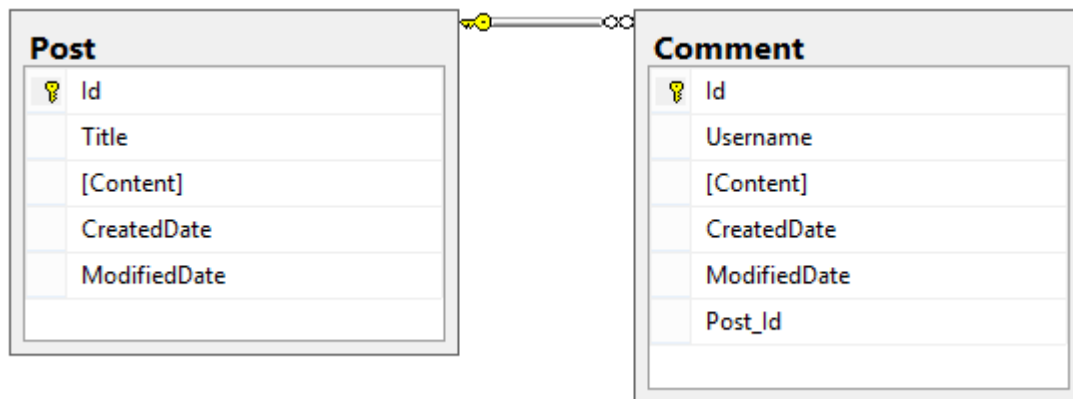 Post
Id
Title
[Content]
CreatedDate
ModifiedDate
Comment
Id
Username
[Content]
CreatedDate
ModifiedDate
Post_Id